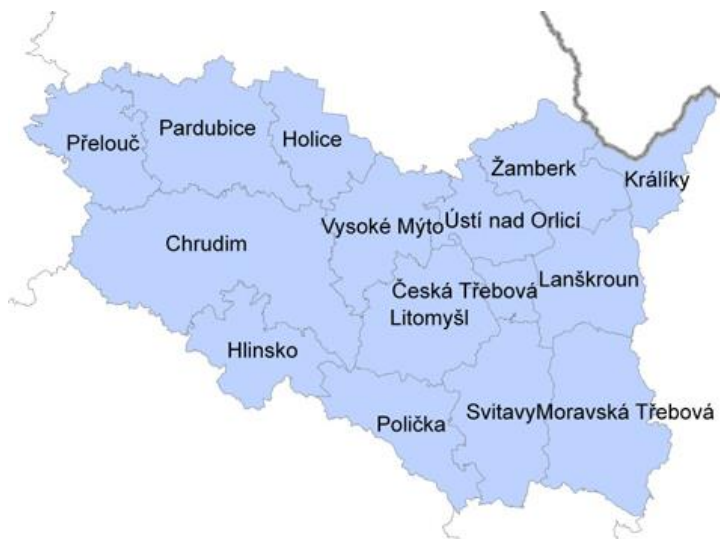 Přelouč
Pardubice
Holice
Žamberk
Králíky
Vysoké Mýto
Ústí nad Orlicí
Chrudim
Lanškroun
Česká Třebová
Litomyšl
Hlinsko
Polička
Svitavy
Moravská Třebová